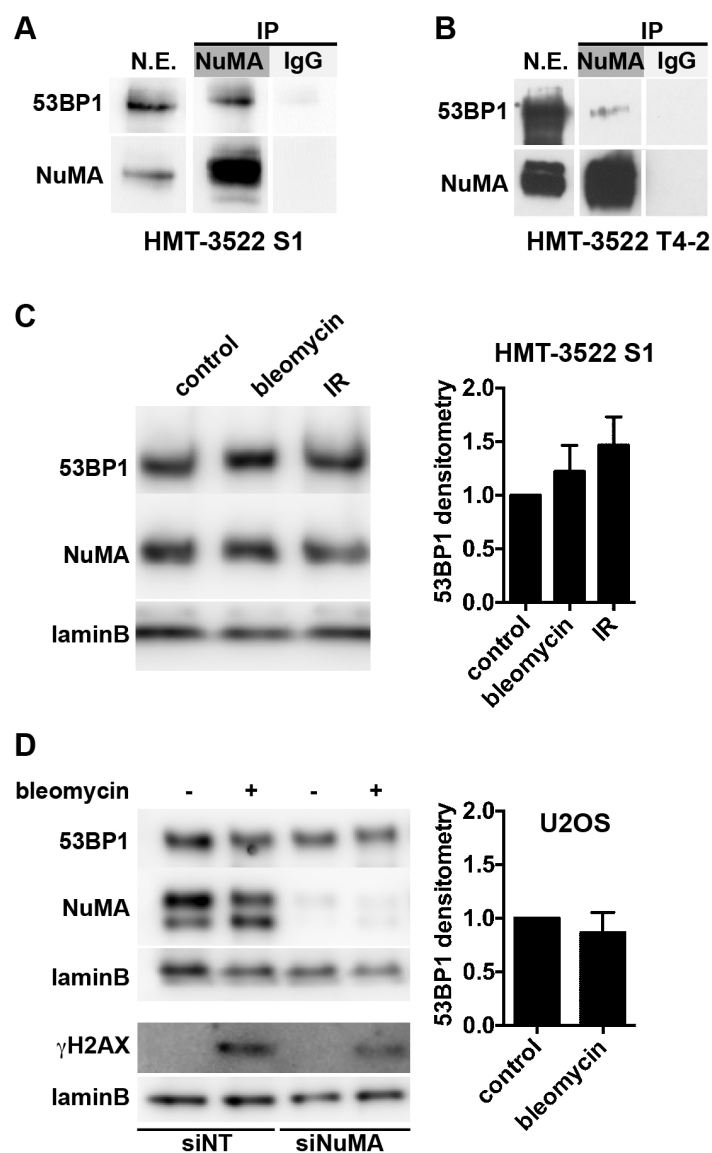 A
IP
N.E. NuMA IgG
53BP1
NuMA
HMT-3522 S1
B
IP
N.E. NuMA IgG
53BP1
NuMA
HMT-3522 T4-2
C
control bleomycin IR
53BP1
NuMA
laminB
HMT-3522 S1
53BP1 densitometry
2.0
1.5
1.0
0.5
0.0
control bleomycin IR
D
bleomycin - + - +
53BP1
NuMA
laminB
γH2AX
laminB
siNT siNuMA
U2OS
53BP1 densitometry
2.0
1.5
1.0
0.5
0.0
control bleomycin